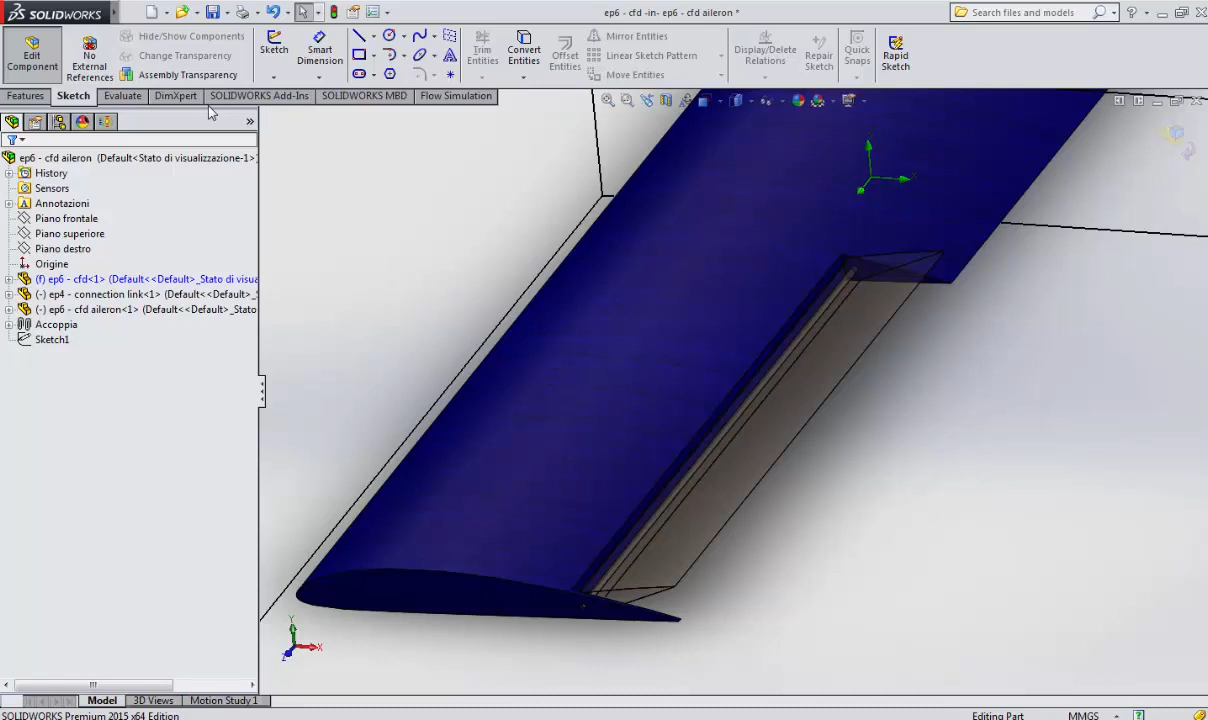 SOLIDWORKS
ep6 - cfd -in- ep6 - cfd aileron *
Search files and models
Edit Component
No External References
Hide/Show Components
Change Transparency
Assembly Transparency
Sketch
Smart Dimension
Trim Entities
Convert Entities
Offset Entities
Mirror Entities
Linear Sketch Pattern
Move Entities
Display/Delete Relations
Repair Sketch
Quick Snaps
Rapid Sketch
Features
Sketch
Evaluate
DimXpert
SOLIDWORKS Add-Ins
SOLIDWORKS MBD
Flow Simulation
ep6 - cfd aileron (Default<Stato di visualizzazione-1>)
History
Sensors
Annotazioni
Piano frontale
Piano superiore
Piano destro
Origine
(f) ep6 - cfd<1> (Default<<Default>_Stato di visua
(-) ep4 - connection link<1> (Default<<Default>_
(-) ep6 - cfd aileron<1> (Default<<Default>_Stato
Accoppia
Sketch1
Y
X
Z
Model
3D Views
Motion Study 1
SOLIDWORKS Premium 2015 x64 Edition
Editing Part
MMGS